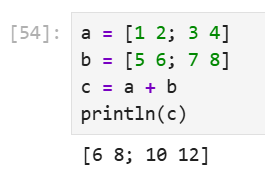 [54]: a = [1 2; 3 4]
b = [5 6; 7 8]
c = a + b
println(c)
[6 8; 10 12]